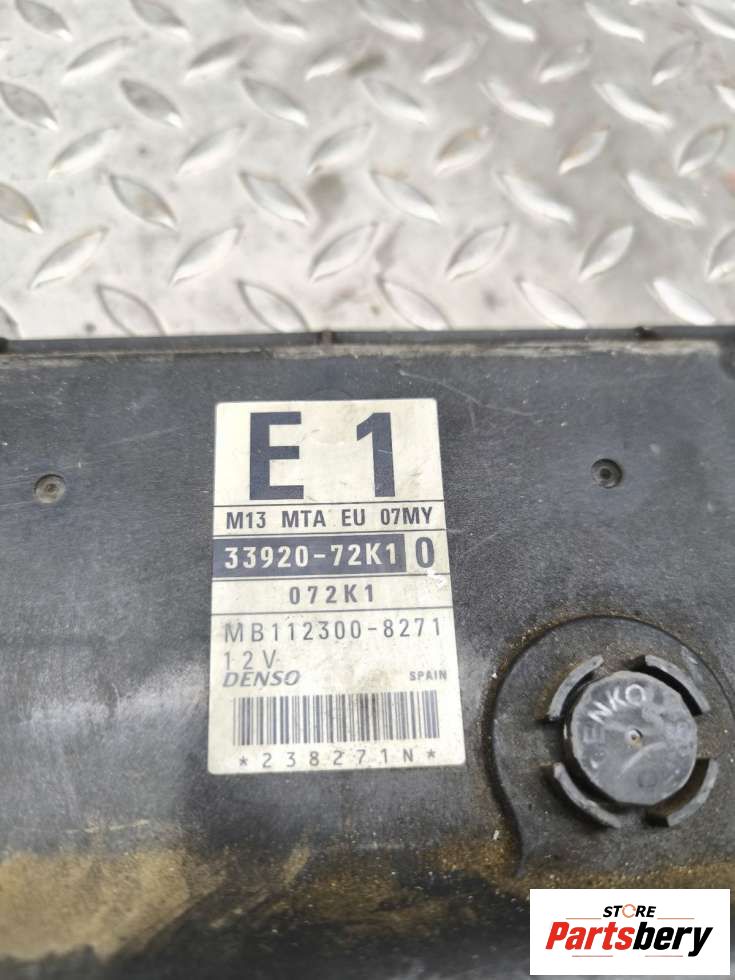 E 1
M13 MTA EU 07MY
33920-72K1 0
072K1
MB112300-8271
12V
DENSO SPAIN
*238271N*
STORE
Partsbery